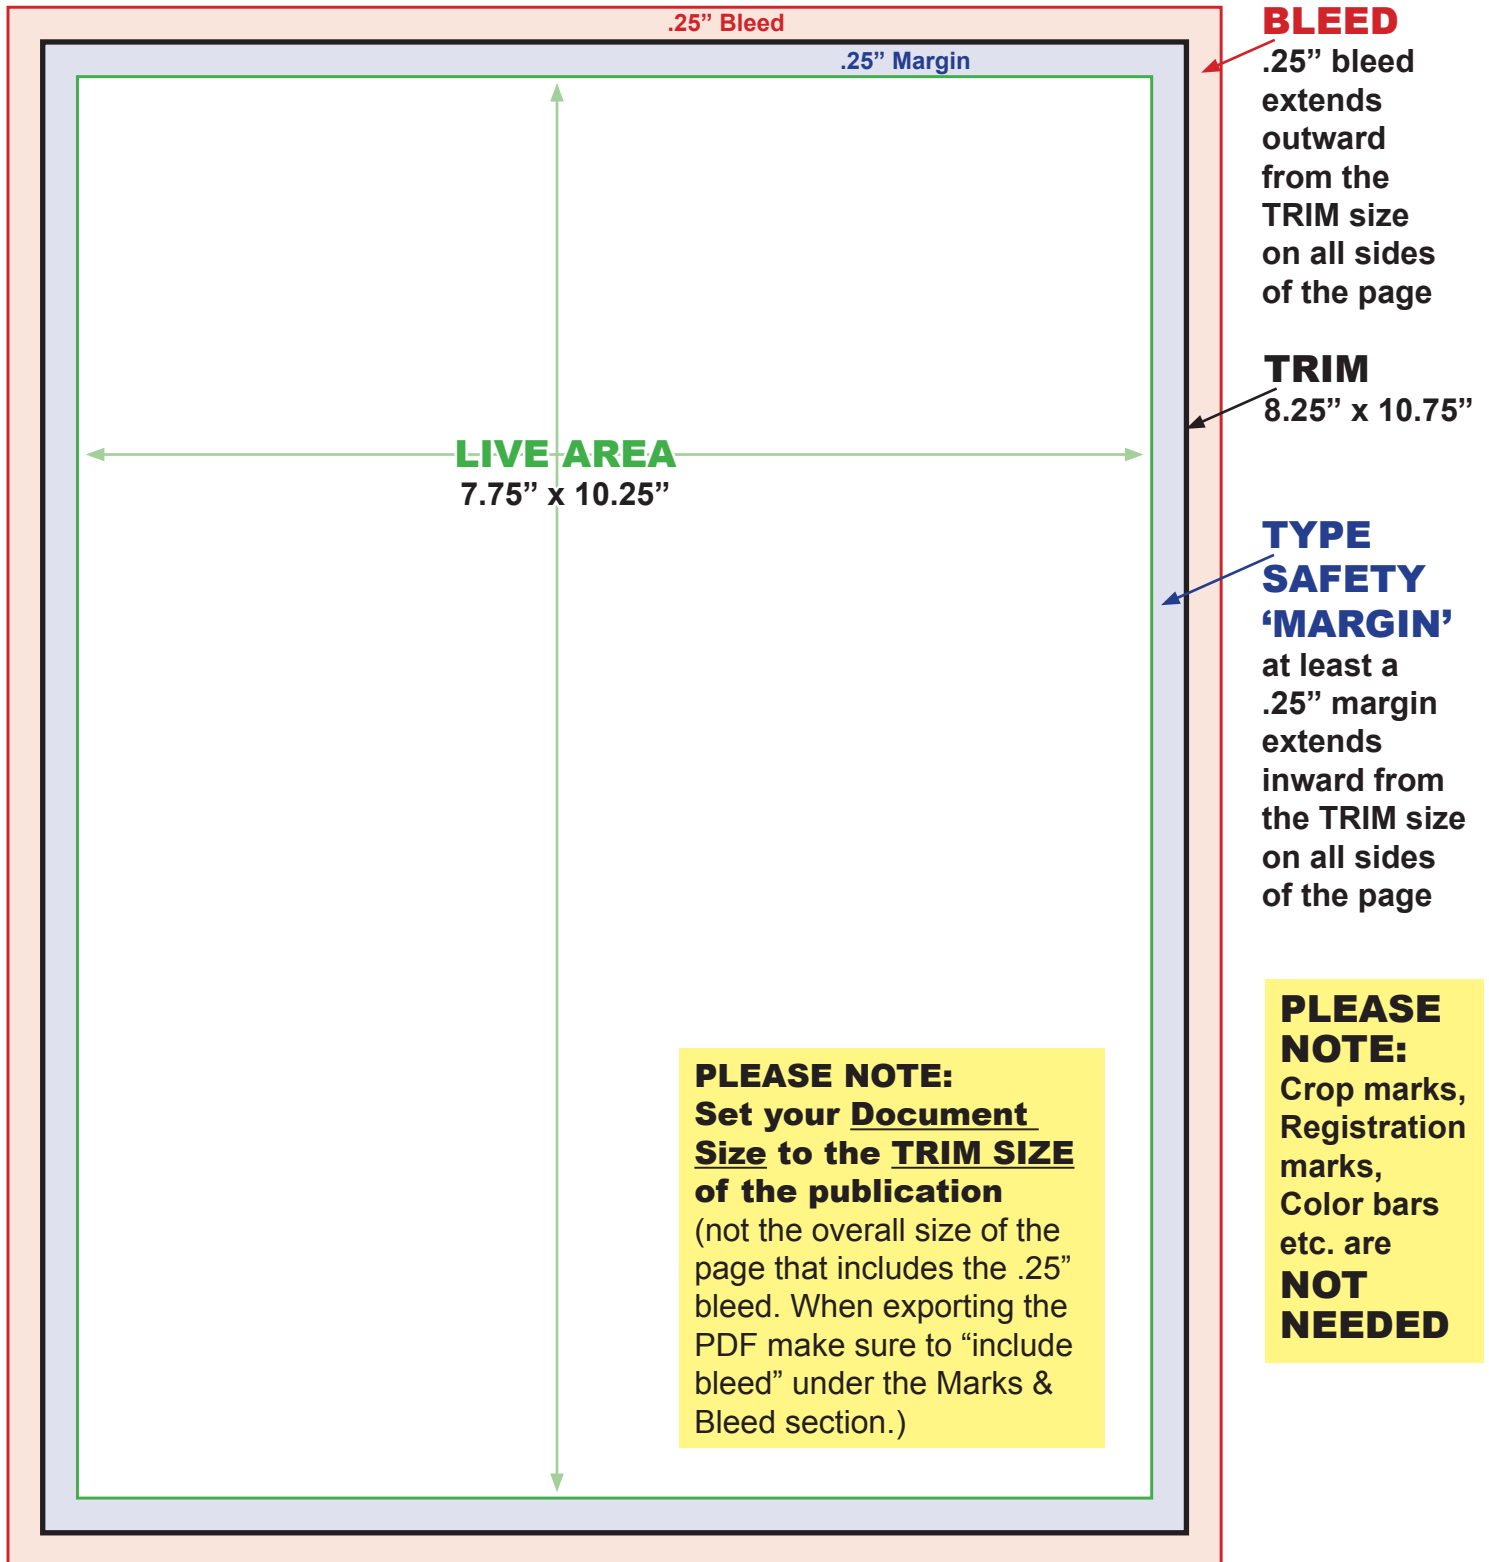 .25” Bleed
.25” Margin
LIVE AREA
7.75” x 10.25”
PLEASE NOTE:
Set your Document
Size to the TRIM SIZE
of the publication
(not the overall size of the
page that includes the .25”
bleed. When exporting the
PDF make sure to “include
bleed” under the Marks &
Bleed section.)
BLEED
.25” bleed
extends
outward
from the
TRIM size
on all sides
of the page
TRIM
8.25” x 10.75”
TYPE
SAFETY
‘MARGIN’
at least a
.25” margin
extends
inward from
the TRIM size
on all sides
of the page
PLEASE
NOTE:
Crop marks,
Registration
marks,
Color bars
etc. are
NOT
NEEDED